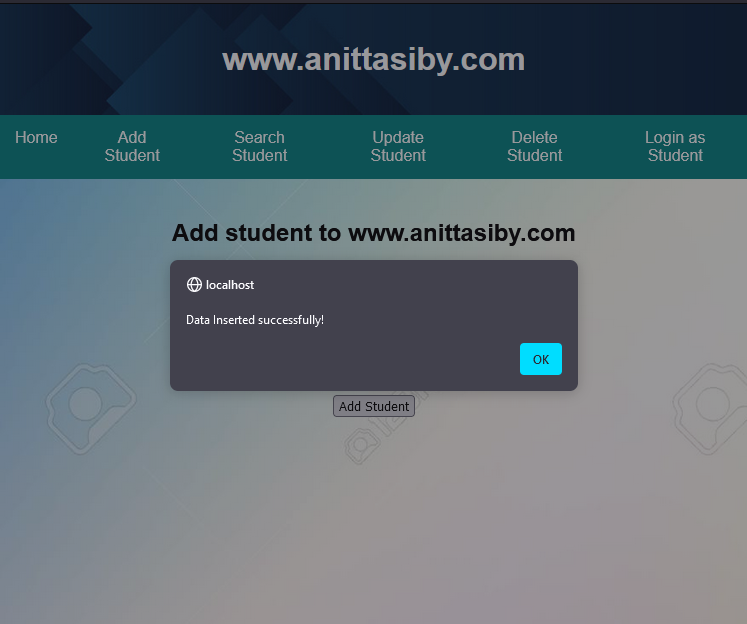 www.anittasiby.com
Home
Add
Student
Search
Student
Update
Student
Delete
Student
Login as
Student
Add student to www.anittasiby.com
localhost
Data Inserted successfully!
OK
Add Student